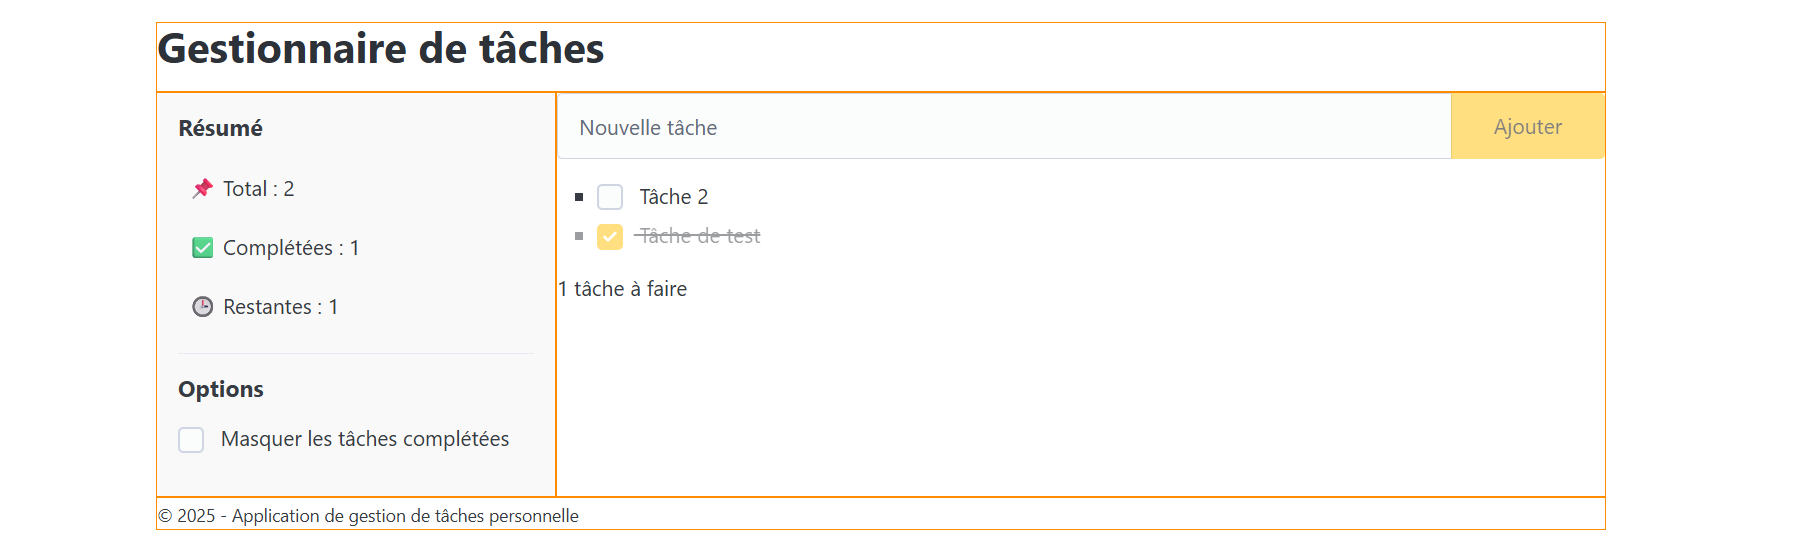 Gestionnaire de tâches
Résumé
📌 Total : 2
✅ Complétées : 1
🕒 Restantes : 1
Options
Masquer les tâches complétées
Nouvelle tâche
Ajouter
Tâche 2
Tâche de test
1 tâche à faire
© 2025 - Application de gestion de tâches personnelle